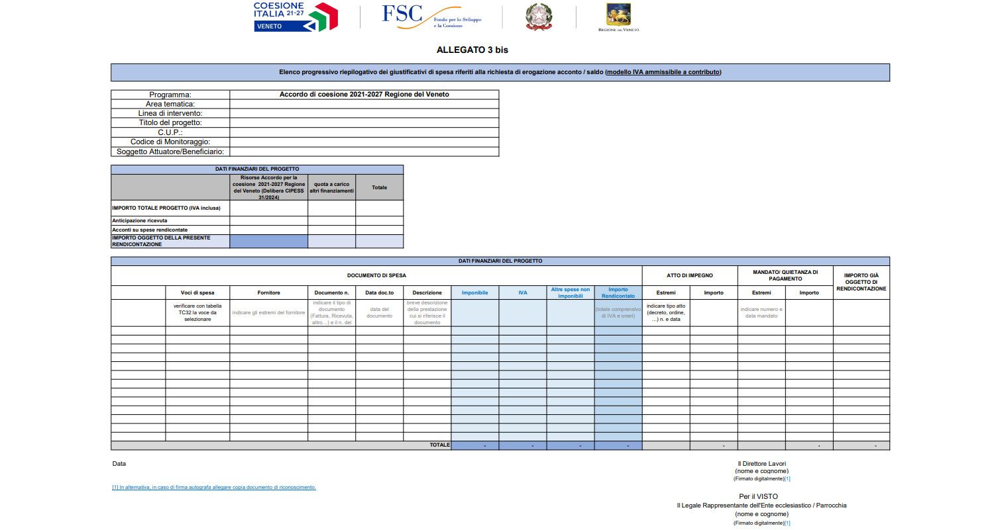 COESIONE
ITALIA 21-27
VENETO
FSC
Fondo per lo Sviluppo
e la Coesione
REGIONE DEL VENETO
ALLEGATO 3 bis
Elenco progressivo riepilogativo dei giustificativi di spesa riferiti alla richiesta di erogazione acconto / saldo (modello IVA ammissibile a contributo)
Programma: Accordo di coesione 2021-2027 Regione del Veneto
Area tematica:
Linea di intervento:
Titolo del progetto:
C.U.P.:
Codice di Monitoraggio:
Soggetto Attuatore/Beneficiario:
DATI FINANZIARI DEL PROGETTO
Risorse Accordo per la
coesione 2021-2027 Regione
del Veneto (Delibera CIPESS
31/2024)
quota a carico
altri finanziamenti
Totale
IMPORTO TOTALE PROGETTO (IVA inclusa)
Anticipazione ricevuta
Acconti su spese rendicontate
IMPORTO OGGETTO DELLA PRESENTE
RENDICONTAZIONE
DATI FINANZIARI DEL PROGETTO
DOCUMENTO DI SPESA
ATTO DI IMPEGNO
MANDATO/ QUIETANZA DI
PAGAMENTO
IMPORTO GIÀ
OGGETTO DI
RENDICONTAZIONE
Voci di spesa
Fornitore
Documento n.
Data doc.to
Descrizione
Imponibile
IVA
Altre spese non
imponibili
Importo
Rendicontato
Estremi
Importo
Estremi
Importo
verificare con tabella
TC32 la voce da
selezionare
indicare gli estremi del fornitore
indicare il tipo di
documento
(Fattura, Ricevuta,
altro…) e il n. del
data del
documento
breve descrizione
della prestazione
cui si riferisce il
documento
(totale comprensivo
di IVA e oneri)
indicare tipo atto
(decreto, ordine,
…) n. e data
indicare numero e
data mandato
TOTALE - - - - - - -
Data
Il Direttore Lavori
(nome e cognome)
(Firmato digitalmente)[1]
[1] In alternativa, in caso di firma autografa allegare copia documento di riconoscimento.
Per il VISTO
Il Legale Rappresentante dell'Ente ecclesiastico / Parrocchia
(nome e cognome)
(Firmato digitalmente)[1]